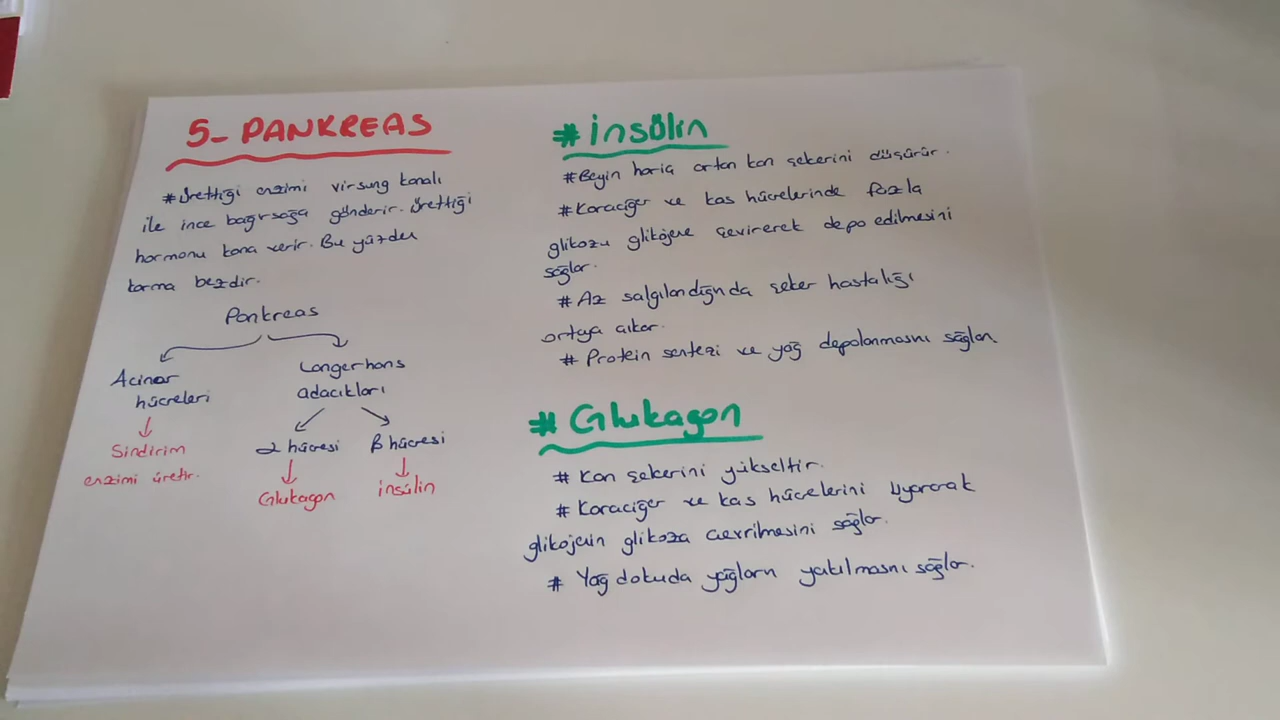 5- PANKREAS
# Ürettiği enzimi virsung kanalı
ile ince bağırsağa gönderir. Ürettiği
hormonu kana verir. Bu yüzden
karma bezdir.
Pankreas
Acinar
hücreleri
Sindirim
enzimi üretir.
Langerhans
adacıkları
α hücresi
β hücresi
Glukagon
insülin
# insülin
# Beyin hariç artan kan şekerini düşürür.
# Karaciğer ve kas hücrelerinde fazla
glikozu glikojene çevirerek depo edilmesini
sağlar.
# Az salgılandığında şeker hastalığı
ortaya çıkar.
# Protein sentezi ve yağ depolanmasını sağlar
# Glukagon
# Kan şekerini yükseltir.
# Karaciğer ve kas hücrelerini uyararak
glikojenin glikoza çevrilmesini sağlar.
# Yağ dokuda yağların yakılmasını sağlar.